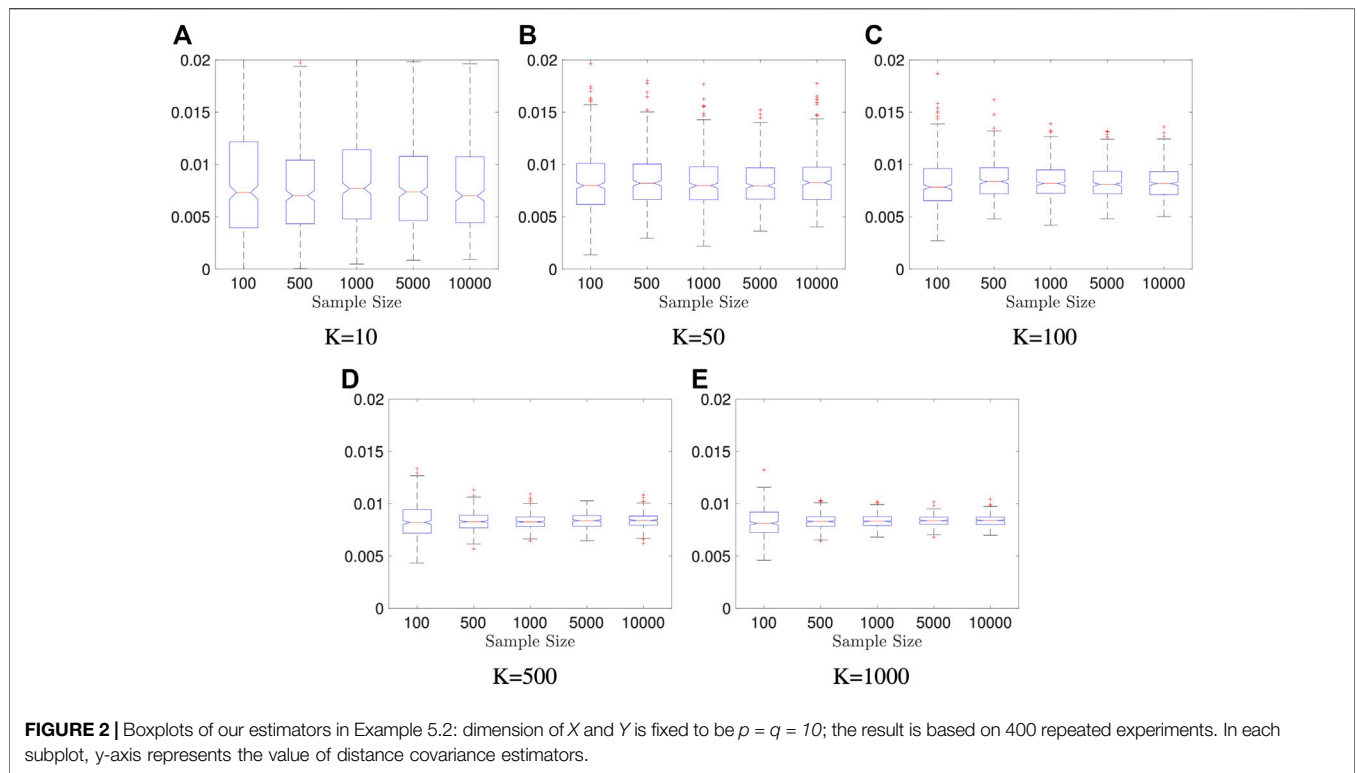 A
0.02
0.015
0.01
0.005
0
100 500 1000 5000 10000
Sample Size
K=10
B
0.02
0.015
0.01
0.005
0
100 500 1000 5000 10000
Sample Size
K=50
C
0.02
0.015
0.01
0.005
0
100 500 1000 5000 10000
Sample Size
K=100
D
0.02
0.015
0.01
0.005
0
100 500 1000 5000 10000
Sample Size
K=500
E
0.02
0.015
0.01
0.005
0
100 500 1000 5000 10000
Sample Size
K=1000
FIGURE 2 | Boxplots of our estimators in Example 5.2: dimension of X and Y is fixed to be p = q = 10; the result is based on 400 repeated experiments. In each
subplot, y-axis represents the value of distance covariance estimators.